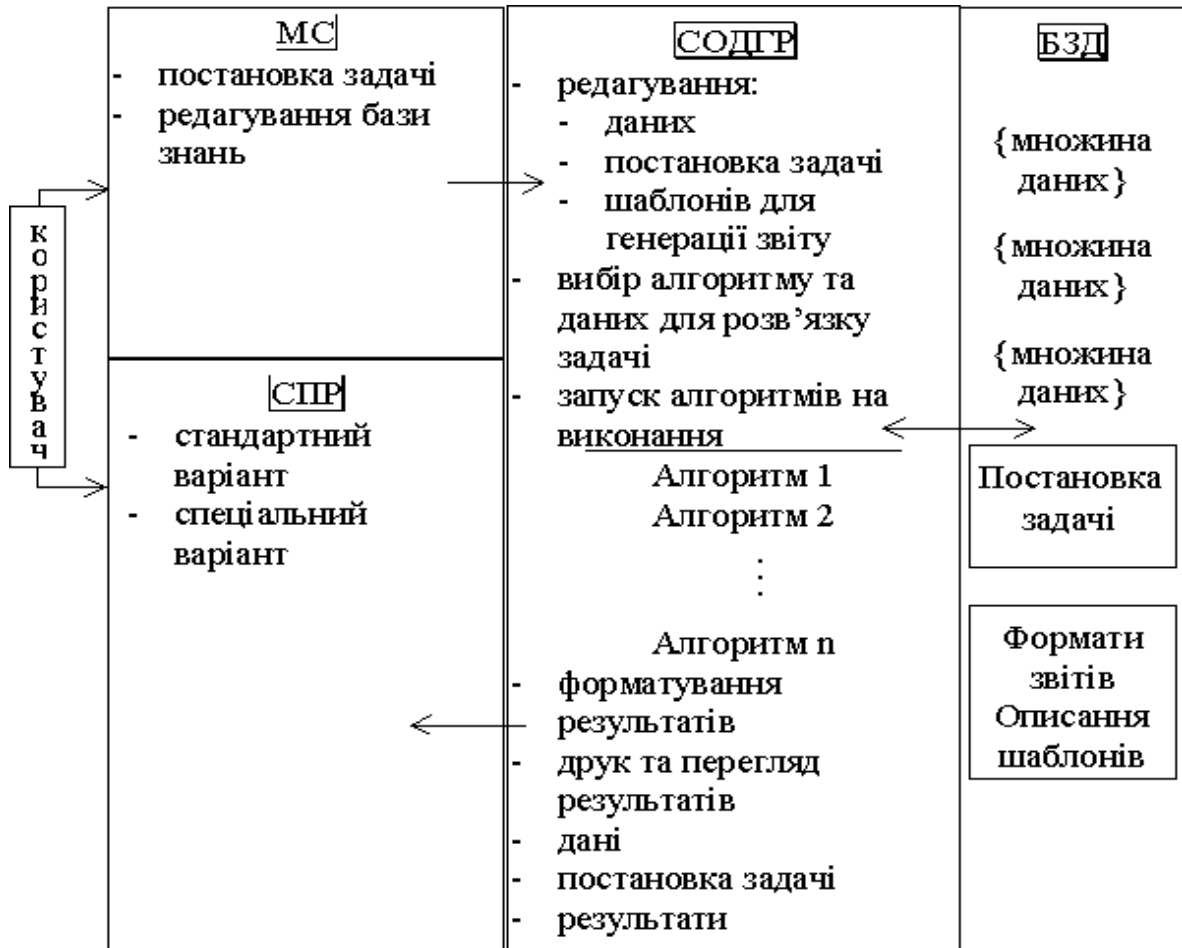 користувач
МС
- постановка задачі
- редагування бази
знань
СПР
- стандартний
варіант
- спеціальний
варіант
СОДГР
- редагування:
- даних
- постановка задачі
- шаблонів для
генерації звіту
- вибір алгоритму та
даних для розв’язку
задачі
- запуск алгоритмів на
виконання
Алгоритм 1
Алгоритм 2
⋮
Алгоритм n
- форматування
результатів
- друк та перегляд
результатів
- дані
- постановка задачі
- результати
БЗД
{множина
даних}
{множина
даних}
{множина
даних}
Постановка
задачі
Формати
звітів
Описання
шаблонів